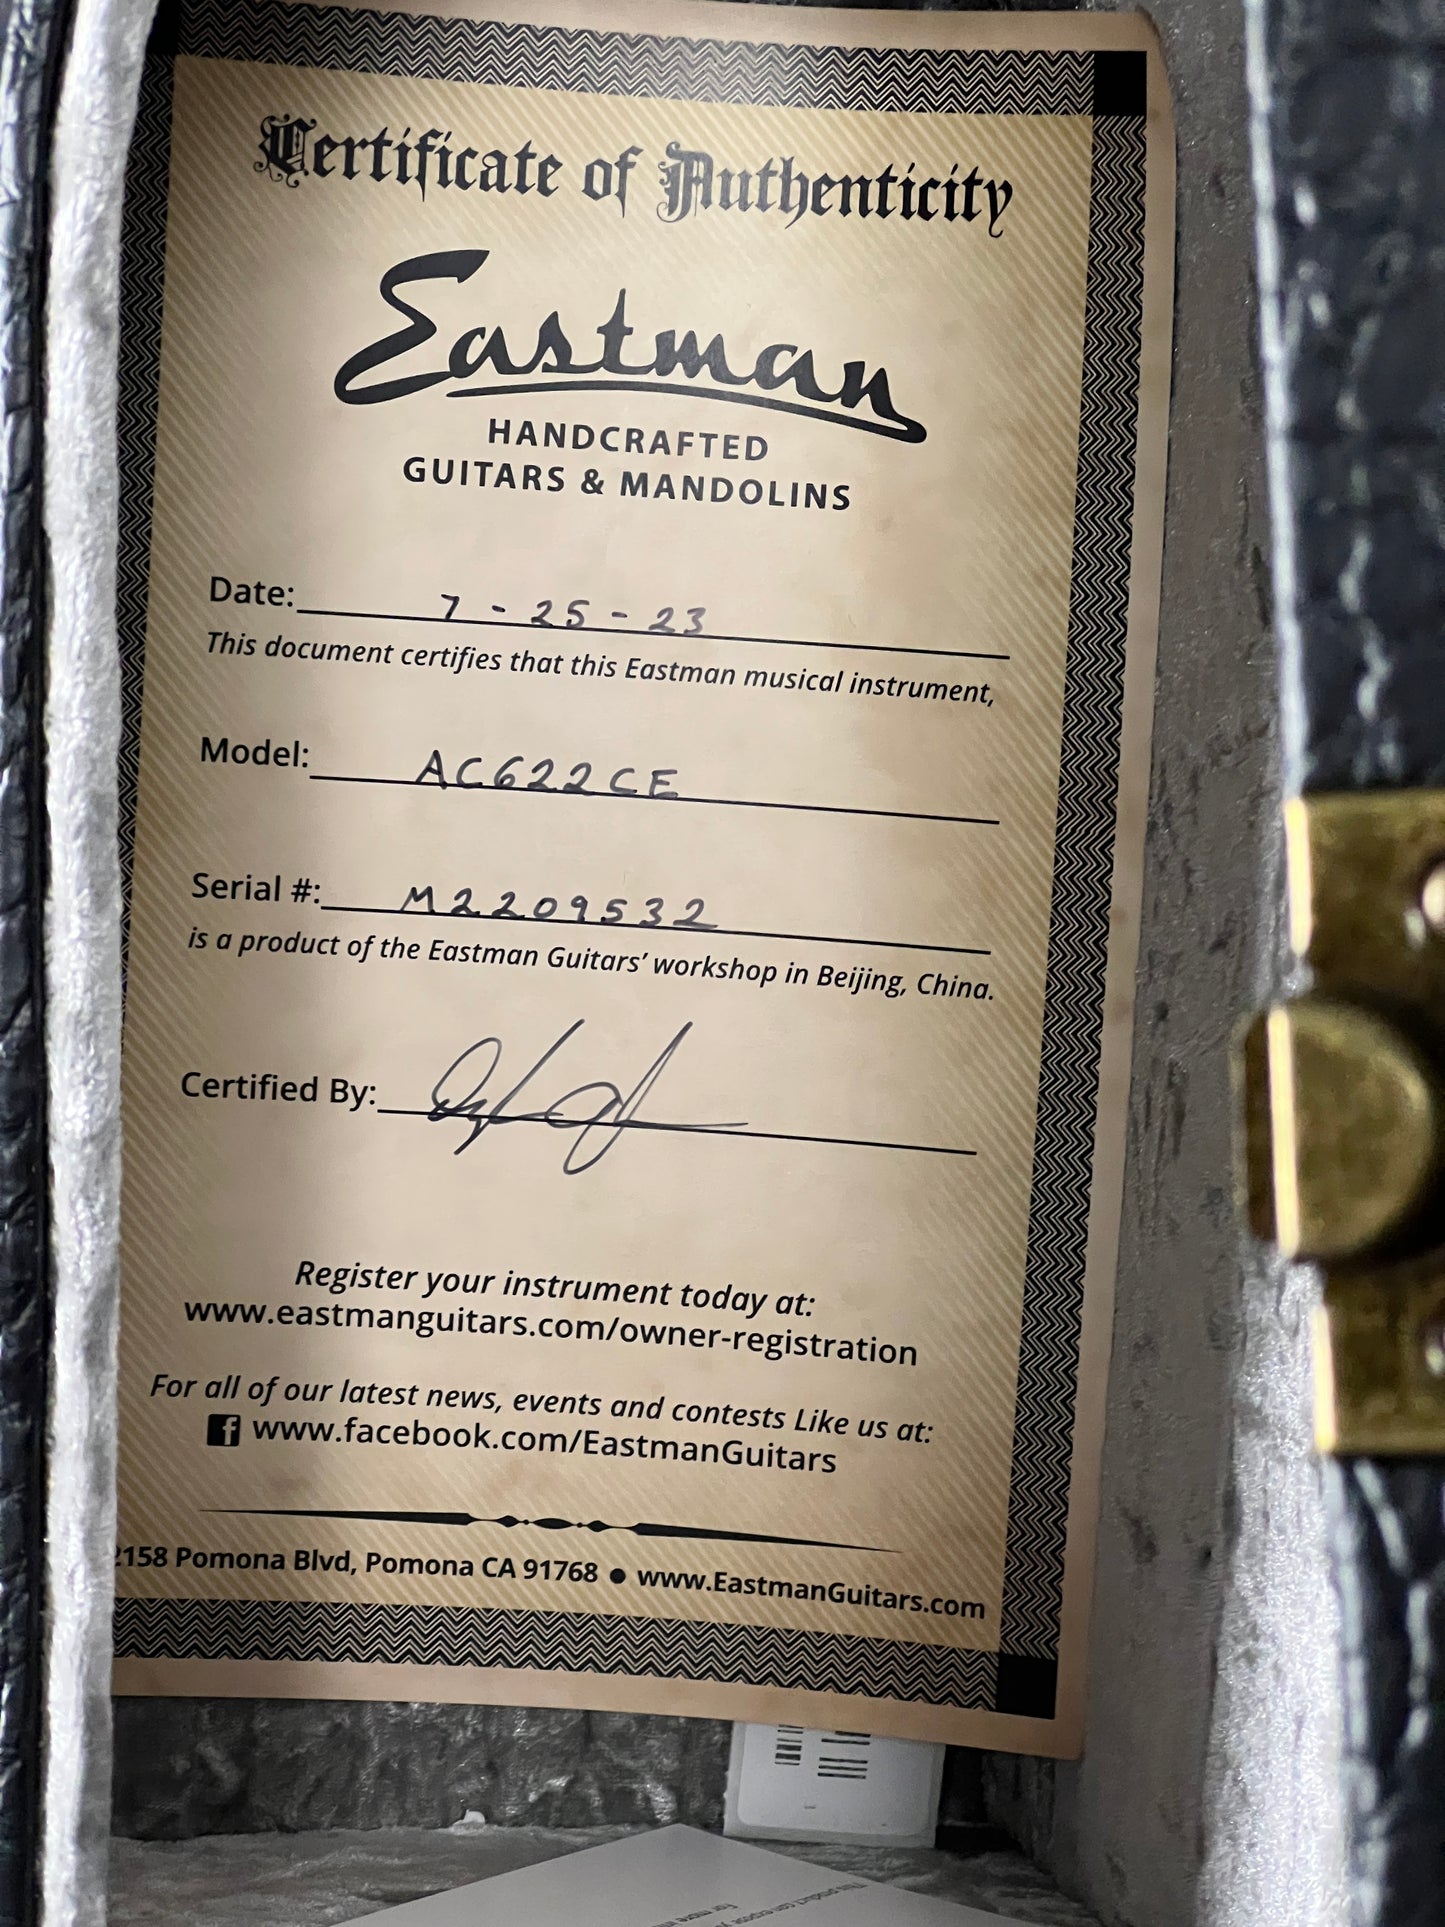 Certificate of Authenticity
Eastman
HANDCRAFTED
GUITARS & MANDOLINS
Date: 7 - 25 - 23
This document certifies that this Eastman musical instrument,
Model: AC622CE
Serial #: M2209532
is a product of the Eastman Guitars’ workshop in Beijing, China.
Certified By:
Register your instrument today at:
www.eastmanguitars.com/owner-registration
For all of our latest news, events and contests Like us at:
f www.facebook.com/EastmanGuitars
2158 Pomona Blvd, Pomona CA 91768 ● www.EastmanGuitars.com